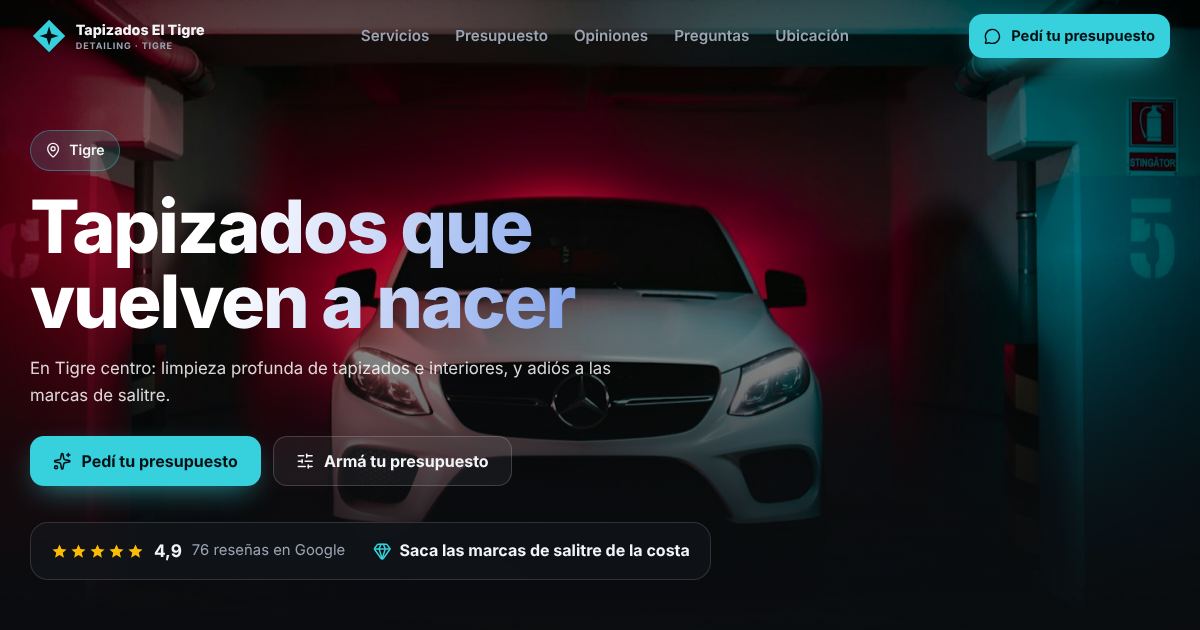 Tapizados El Tigre
DETAILING · TIGRE
Servicios
Presupuesto
Opiniones
Preguntas
Ubicación
Pedí tu presupuesto
STINGĂTOR
5
Tigre
Tapizados que
vuelven a nacer
En Tigre centro: limpieza profunda de tapizados e interiores, y adiós a las
marcas de salitre.
Pedí tu presupuesto
Armá tu presupuesto
4,9 76 reseñas en Google
Saca las marcas de salitre de la costa